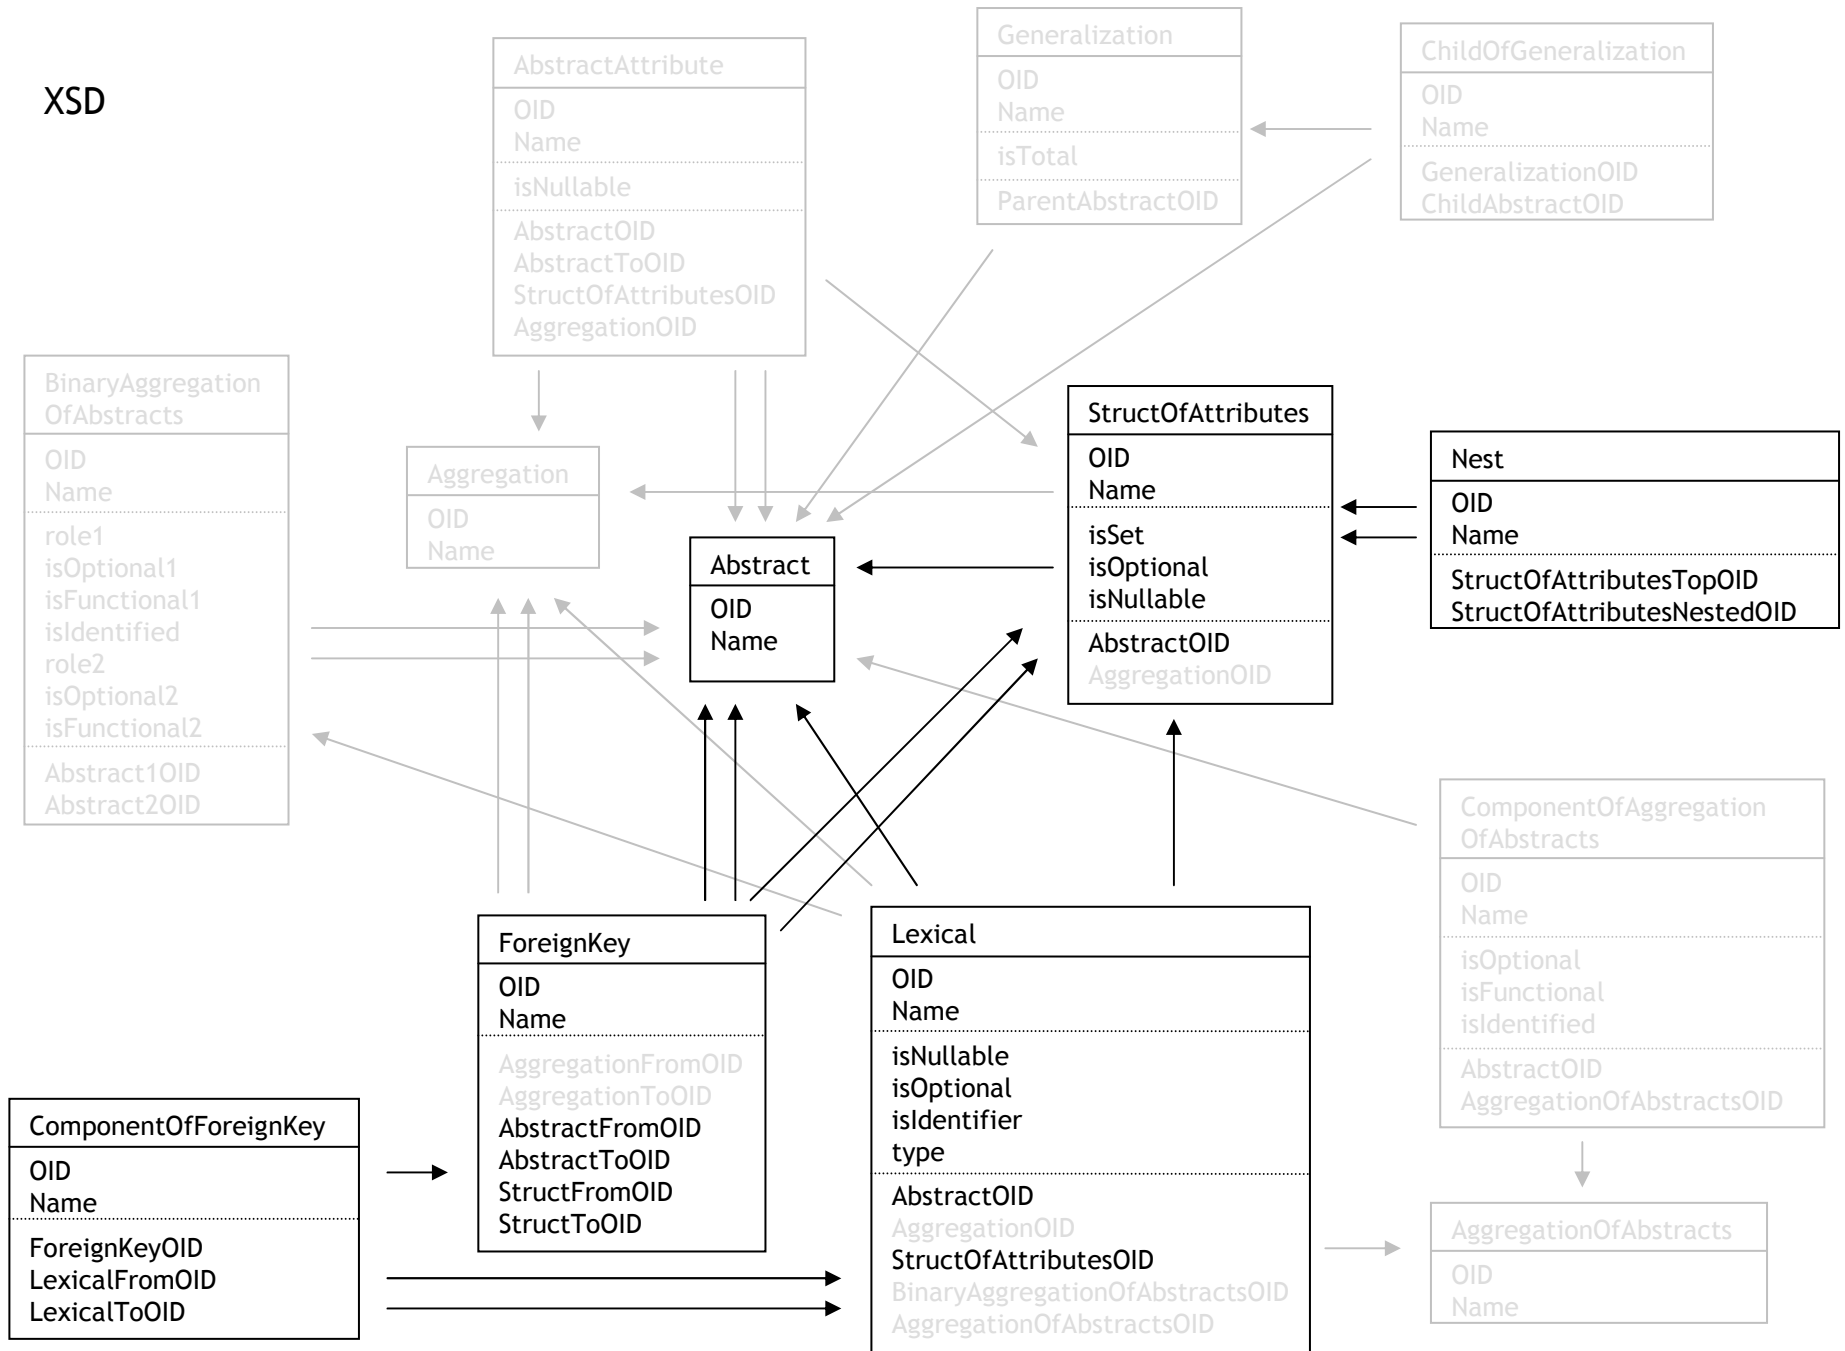 XSD
AbstractAttribute
OID
Name
isNullable
AbstractOID
AbstractToOID
StructOfAttributesOID
AggregationOID
Generalization
OID
Name
isTotal
ParentAbstractOID
ChildOfGeneralization
OID
Name
GeneralizationOID
ChildAbstractOID
BinaryAggregation
OfAbstracts
OID
Name
role1
isOptional1
isFunctional1
isIdentified
role2
isOptional2
isFunctional2
Abstract1OID
Abstract2OID
Aggregation
OID
Name
Abstract
OID
Name
StructOfAttributes
OID
Name
isSet
isOptional
isNullable
AbstractOID
AggregationOID
Nest
OID
Name
StructOfAttributesTopOID
StructOfAttributesNestedOID
ComponentOfAggregation
OfAbstracts
OID
Name
isOptional
isFunctional
isIdentified
AbstractOID
AggregationOfAbstractsOID
ForeignKey
OID
Name
AggregationFromOID
AggregationToOID
AbstractFromOID
AbstractToOID
StructFromOID
StructToOID
Lexical
OID
Name
isNullable
isOptional
isIdentifier
type
AbstractOID
AggregationOID
StructOfAttributesOID
BinaryAggregationOfAbstractsOID
AggregationOfAbstractsOID
ComponentOfForeignKey
OID
Name
ForeignKeyOID
LexicalFromOID
LexicalToOID
AggregationOfAbstracts
OID
Name